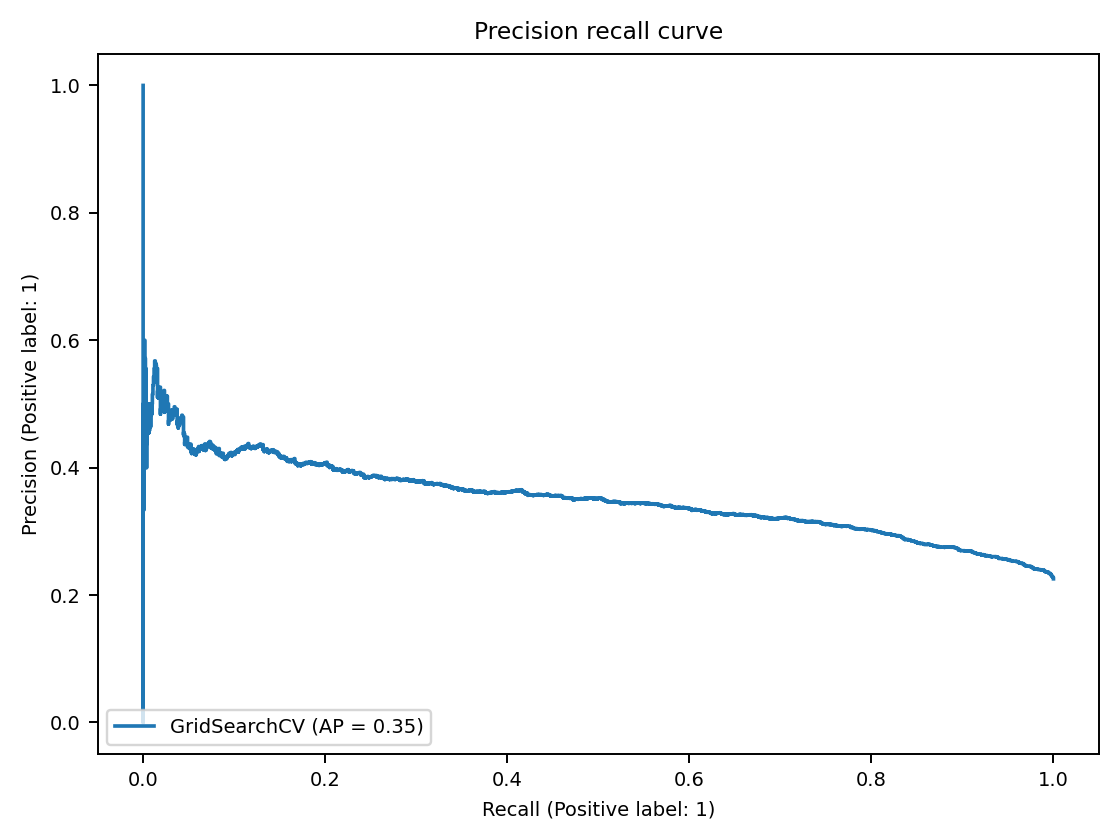 Precision recall curve
Precision (Positive label: 1)
1.0
0.8
0.6
0.4
0.2
0.0
GridSearchCV (AP = 0.35)
0.0 0.2 0.4 0.6 0.8 1.0
Recall (Positive label: 1)